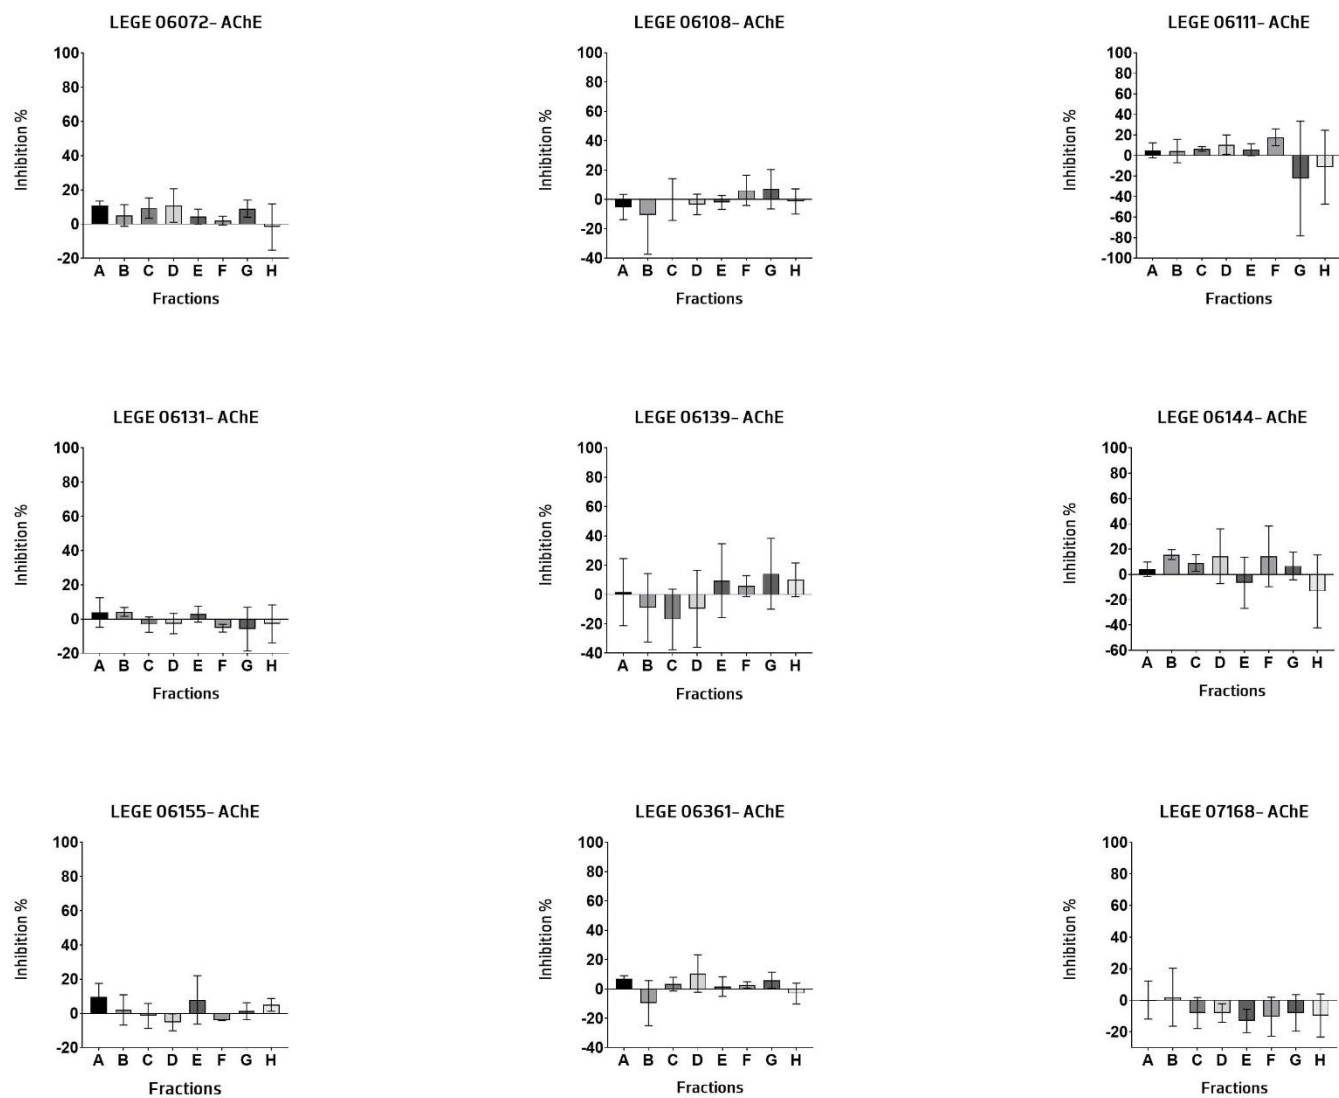 LEGE 06072– AChE
Inhibition %
100
80
60
40
20
0
-20
A B C D E F G H
Fractions
LEGE 06108– AChE
Inhibition %
100
80
60
40
20
0
-20
-40
A B C D E F G H
Fractions
LEGE 06111– AChE
Inhibition %
100
80
60
40
20
0
-20
-40
-60
-80
-100
A B C D E F G H
Fractions
LEGE 06131– AChE
Inhibition %
100
80
60
40
20
0
-20
A B C D E F G H
Fractions
LEGE 06139– AChE
Inhibition %
100
80
60
40
20
0
-20
-40
A B C D E F G H
Fractions
LEGE 06144– AChE
Inhibition %
100
80
60
40
20
0
-20
-40
-60
A B C D E F G H
Fractions
LEGE 06155– AChE
Inhibition %
100
80
60
40
20
0
-20
A B C D E F G H
Fractions
LEGE 06361– AChE
Inhibition %
100
80
60
40
20
0
-20
-40
A B C D E F G H
Fractions
LEGE 07168– AChE
Inhibition %
100
80
60
40
20
0
-20
A B C D E F G H
Fractions